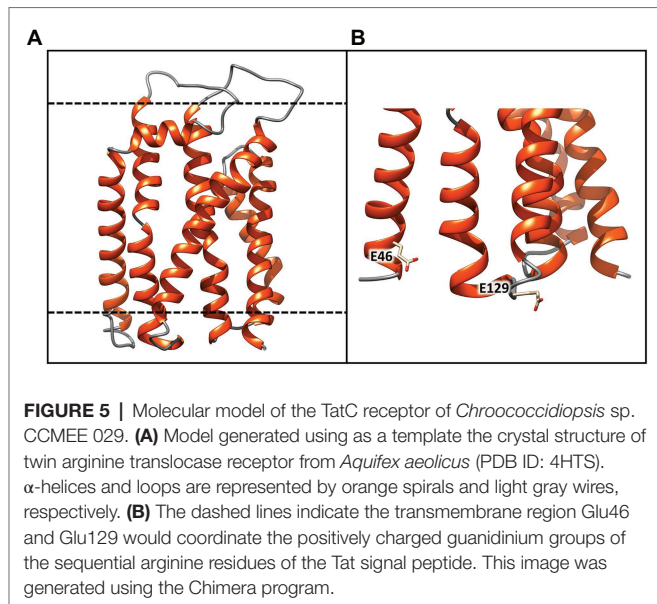 A
B
E46
E129
FIGURE 5 | Molecular model of the TatC receptor of Chroococcidiopsis sp.
CCMEE 029. (A) Model generated using as a template the crystal structure of
twin arginine translocase receptor from Aquifex aeolicus (PDB ID: 4HTS).
α-helices and loops are represented by orange spirals and light gray wires,
respectively. (B) The dashed lines indicate the transmembrane region Glu46
and Glu129 would coordinate the positively charged guanidinium groups of
the sequential arginine residues of the Tat signal peptide. This image was
generated using the Chimera program.